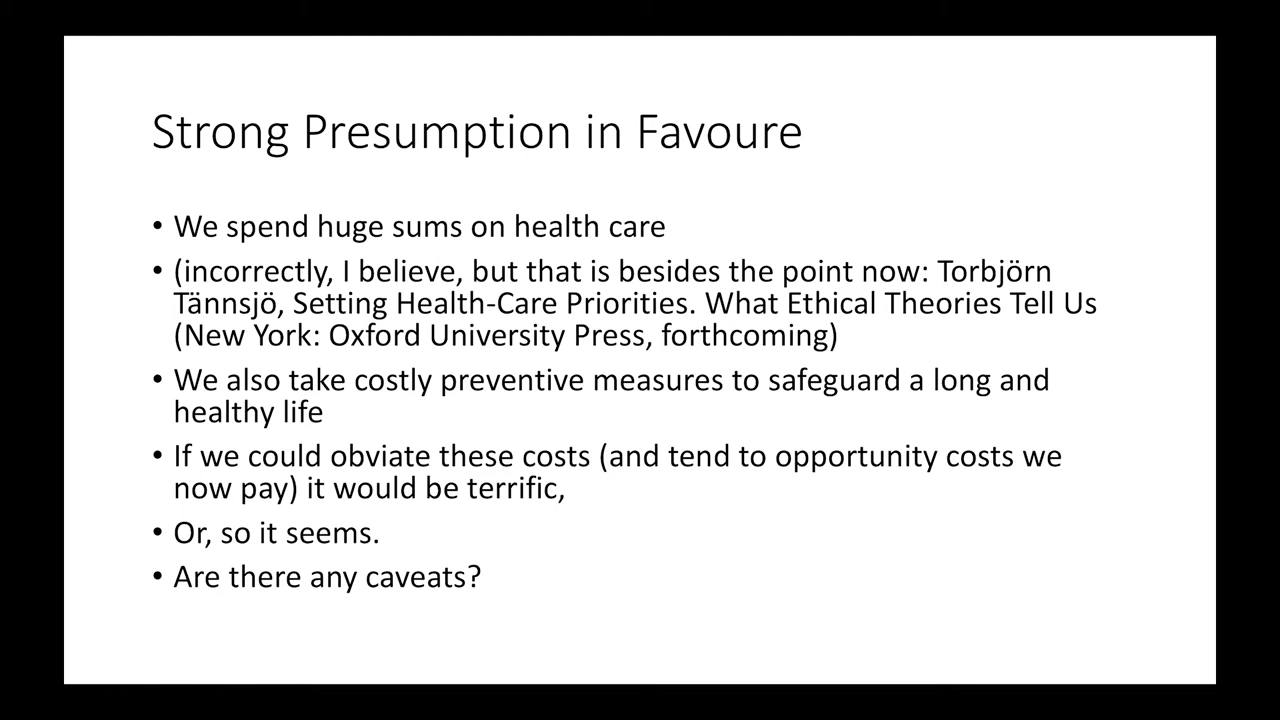 Strong Presumption in Favoure
• We spend huge sums on health care
• (incorrectly, I believe, but that is besides the point now: Torbjörn
Tännsjö, Setting Health-Care Priorities. What Ethical Theories Tell Us
(New York: Oxford University Press, forthcoming)
• We also take costly preventive measures to safeguard a long and
healthy life
• If we could obviate these costs (and tend to opportunity costs we
now pay) it would be terrific,
• Or, so it seems.
• Are there any caveats?